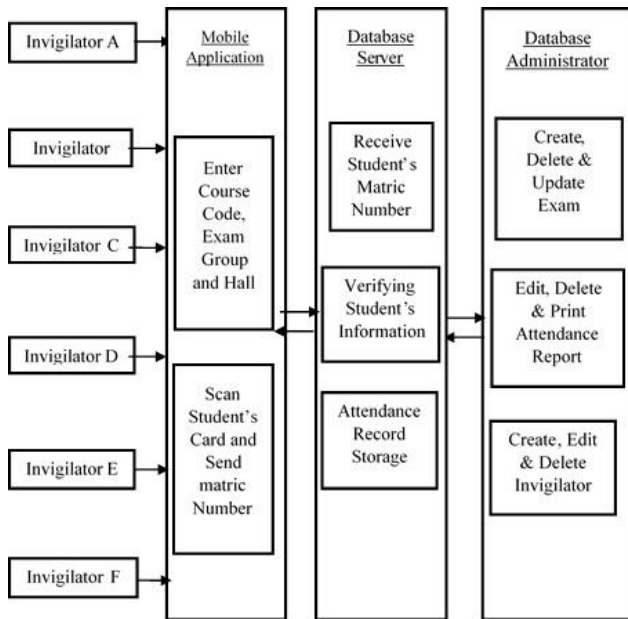 Invigilator A
Invigilator
Invigilator C
Invigilator D
Invigilator E
Invigilator F
Mobile
Application
Enter
Course
Code,
Exam
Group
and Hall
Scan
Student's
Card and
Send
matric
Number
Database
Server
Receive
Student's
Matric
Number
Verifying
Student's
Information
Attendance
Record
Storage
Database
Administrator
Create,
Delete &
Update
Exam
Edit, Delete
& Print
Attendance
Report
Create, Edit
& Delete
Invigilator